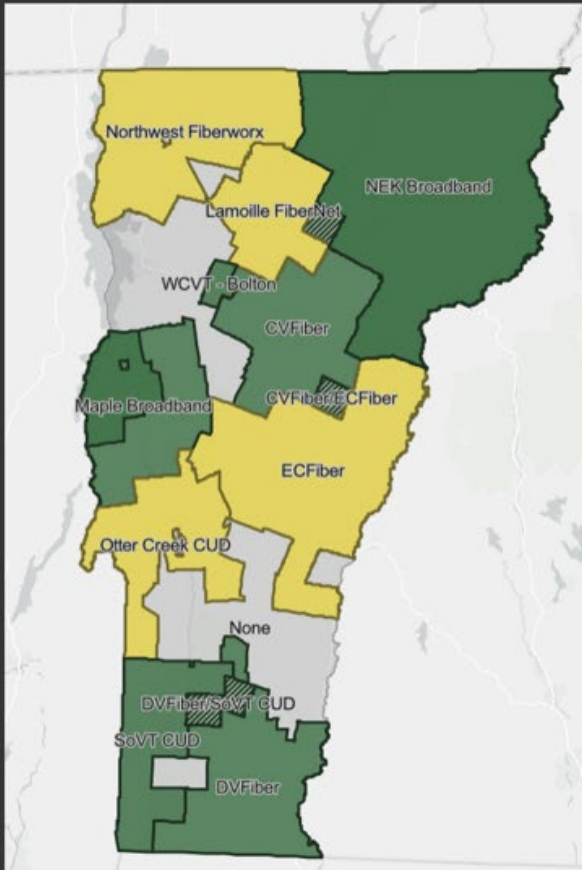 Northwest Fiberworx
NEK Broadband
Lamoille FiberNet
WCVT - Bolton
CVFiber
CVFiber/ECFiber
Maple Broadband
ECFiber
Otter Creek CUD
None
DVFiber/SoVT CUD
SoVT CUD
DVFiber